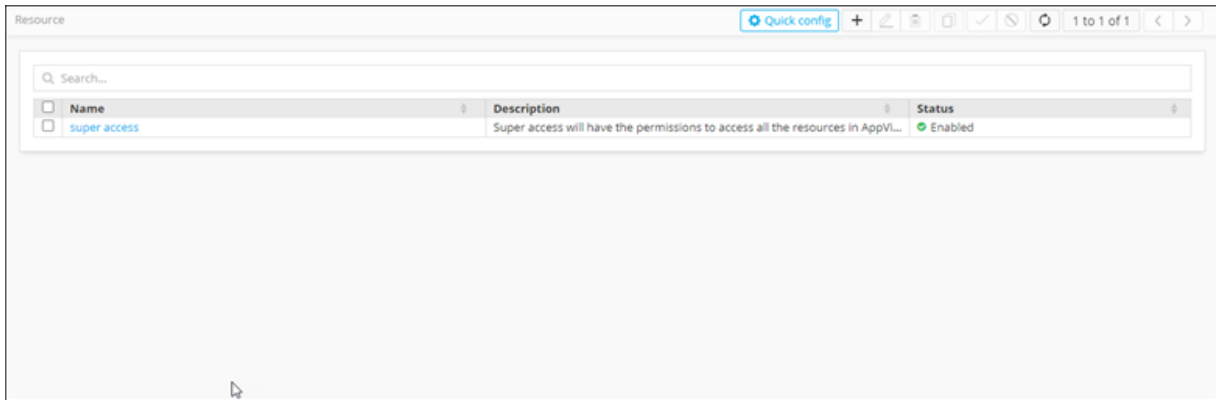 Resource
Quick config
1 to 1 of 1
Search...
Name Description Status
super access Super access will have the permissions to access all the resources in AppVi... Enabled